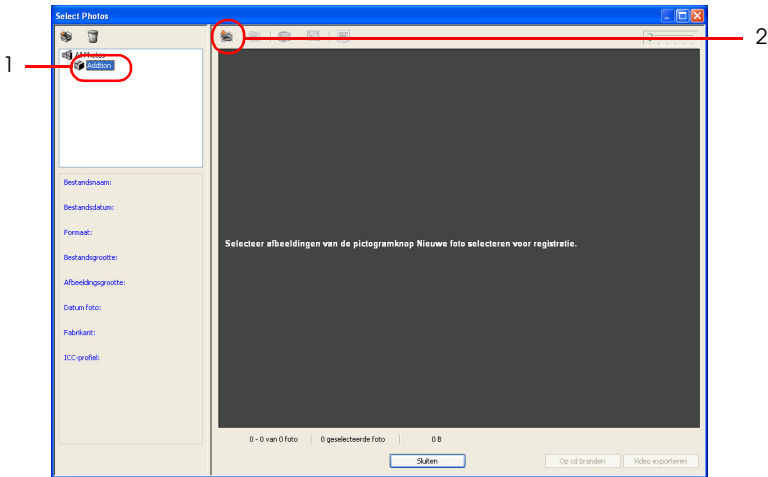 Select Photos
1
2
All Photos
Addtion
Bestandsnaam:
Bestandsdatum:
Formaat:
Bestandsgrootte:
Afbeeldingsgrootte:
Datum foto:
Fabrikant:
ICC-profiel:
Selecteer afbeeldingen van de pictogramknop Nieuwe foto selecteren voor registratie.
0 - 0 van 0 foto 0 geselecteerde foto 0 B
Sluiten Op cd branden Video exporteren